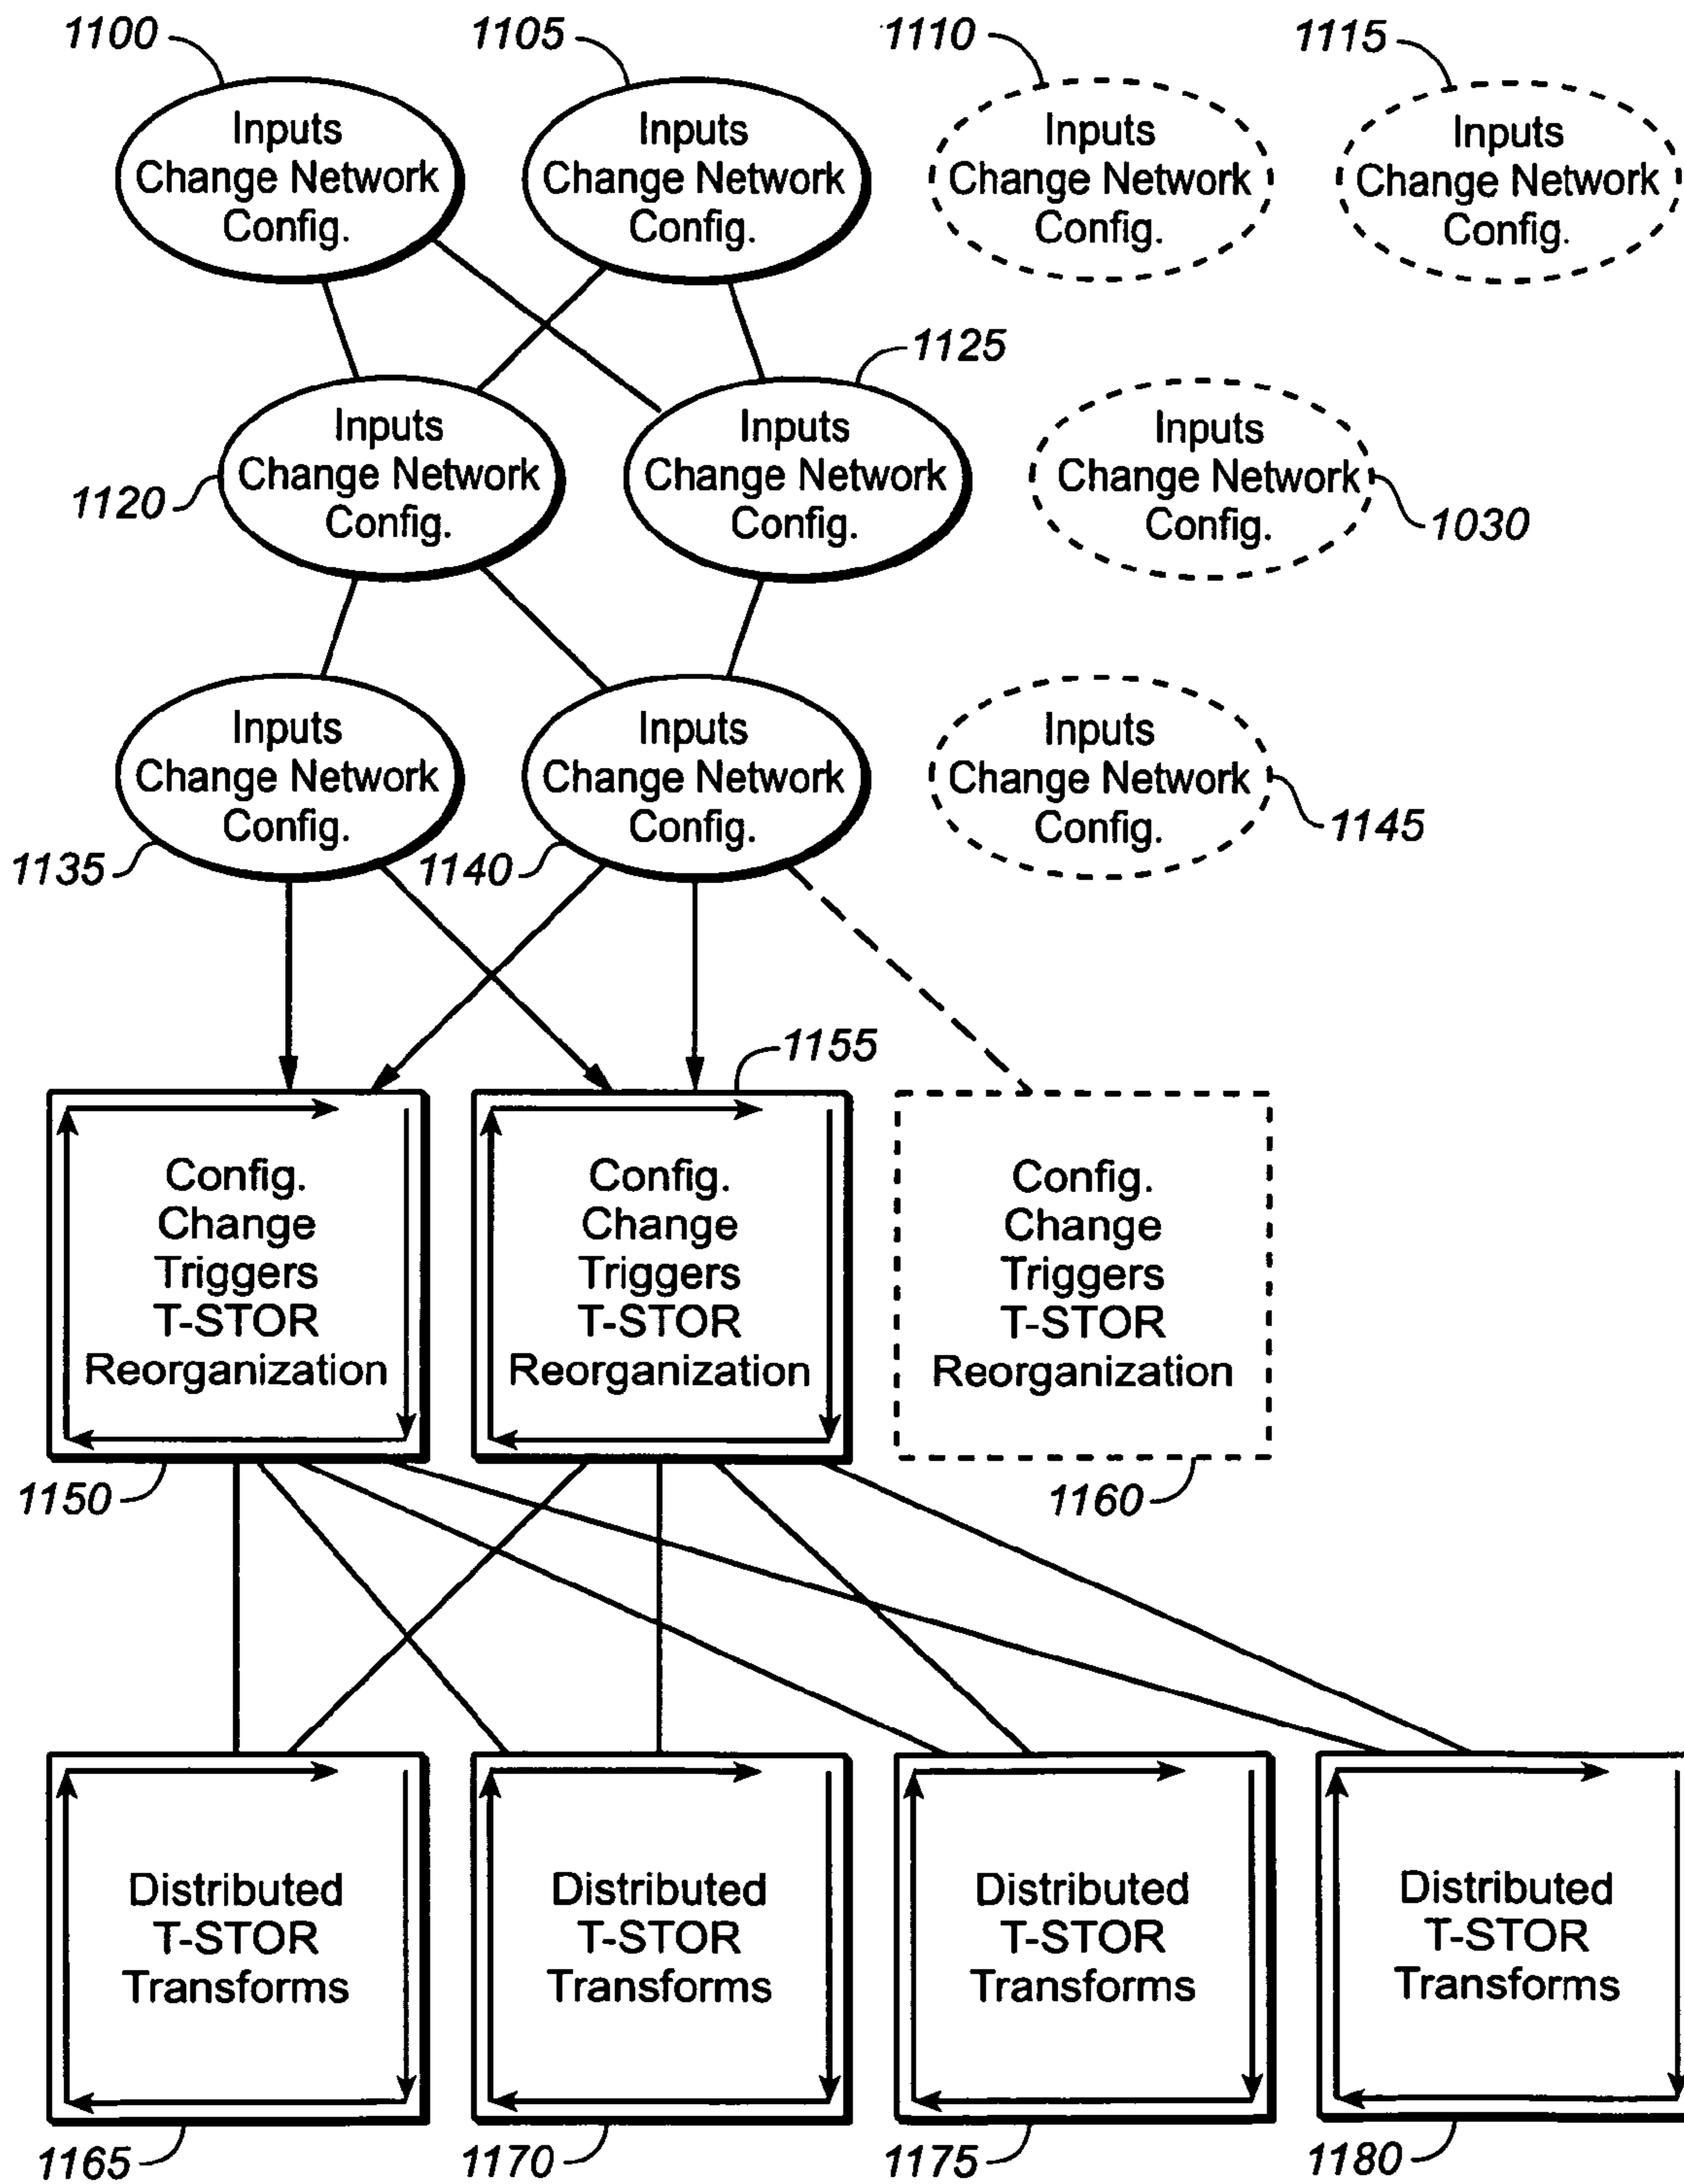 1100
1105
1110
1115
Inputs
Change Network
Config.
Inputs
Change Network
Config.
Inputs
Change Network
Config.
Inputs
Change Network
Config.
1120
1125
Inputs
Change Network
Config.
Inputs
Change Network
Config.
Inputs
Change Network
Config.
1030
Inputs
Change Network
Config.
Inputs
Change Network
Config.
Inputs
Change Network
Config.
1135
1140
1145
1155
Config.
Change
Triggers
T-STOR
Reorganization
Config.
Change
Triggers
T-STOR
Reorganization
Config.
Change
Triggers
T-STOR
Reorganization
1150
1160
Distributed
T-STOR
Transforms
Distributed
T-STOR
Transforms
Distributed
T-STOR
Transforms
Distributed
T-STOR
Transforms
1165
1170
1175
1180